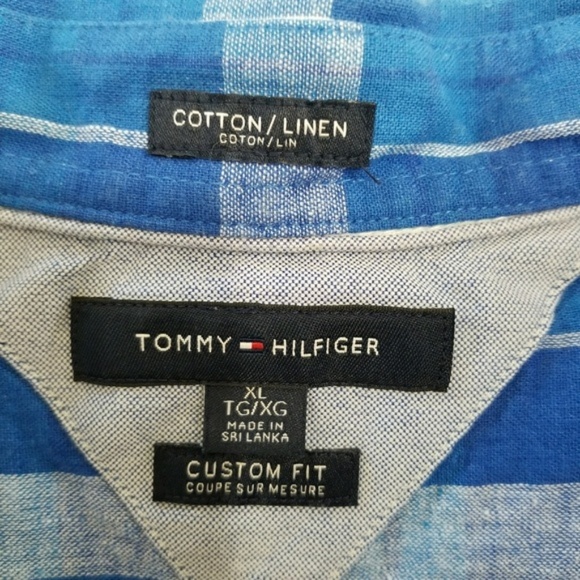 COTTON/LINEN
COTON/LIN
TOMMY HILFIGER
XL
TG/XG
MADE IN
SRI LANKA
CUSTOM FIT
COUPE SUR MESURE